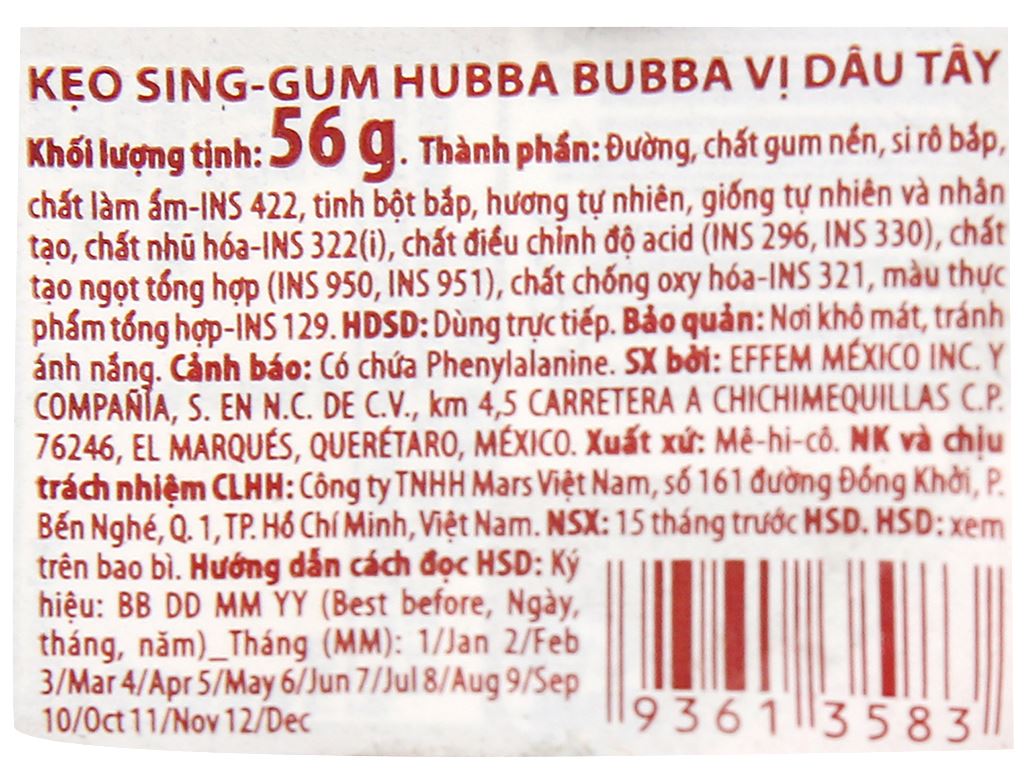 KẸO SING-GUM HUBBA BUBBA VỊ DÂU TÂY
Khối lượng tịnh: 56 g. Thành phần: Đường, chất gum nền, si rô bắp,
chất làm ẩm-INS 422, tinh bột bắp, hương tự nhiên, giống tự nhiên và nhân
tạo, chất nhũ hóa-INS 322(i), chất điều chỉnh độ acid (INS 296, INS 330), chất
tạo ngọt tổng hợp (INS 950, INS 951), chất chống oxy hóa-INS 321, màu thực
phẩm tổng hợp-INS 129. HDSD: Dùng trực tiếp. Bảo quản: Nơi khô mát, tránh
ánh nắng. Cảnh báo: Có chứa Phenylalanine. SX bởi: EFFEM MÉXICO INC. Y
COMPAÑÍA, S. EN N.C. DE C.V., km 4,5 CARRETERA A CHICHIMEQUILLAS C.P.
76246, EL MARQUÉS, QUERÉTARO, MÉXICO. Xuất xứ: Mê-hi-cô. NK và chịu
trách nhiệm CLHH: Công ty TNHH Mars Việt Nam, số 161 đường Đồng Khởi, P.
Bến Nghé, Q. 1, TP. Hồ Chí Minh, Việt Nam. NSX: 15 tháng trước HSD. HSD: xem
trên bao bì. Hướng dẫn cách đọc HSD: Ký
hiệu: BB DD MM YY (Best before, Ngày,
tháng, năm)_Tháng (MM): 1/Jan 2/Feb
3/Mar 4/Apr 5/May 6/Jun 7/Jul 8/Aug 9/Sep
10/Oct 11/Nov 12/Dec
9361 3583